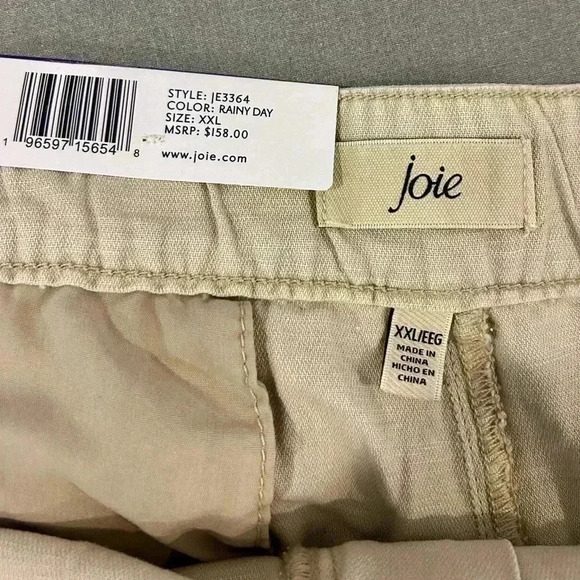 STYLE: JE3364
COLOR: RAINY DAY
SIZE: XXL
MSRP: $158.00
www.joie.com
1 96597 15654 8
joie
XXL/EEG
MADE IN
CHINA
HICHO EN
CHINA